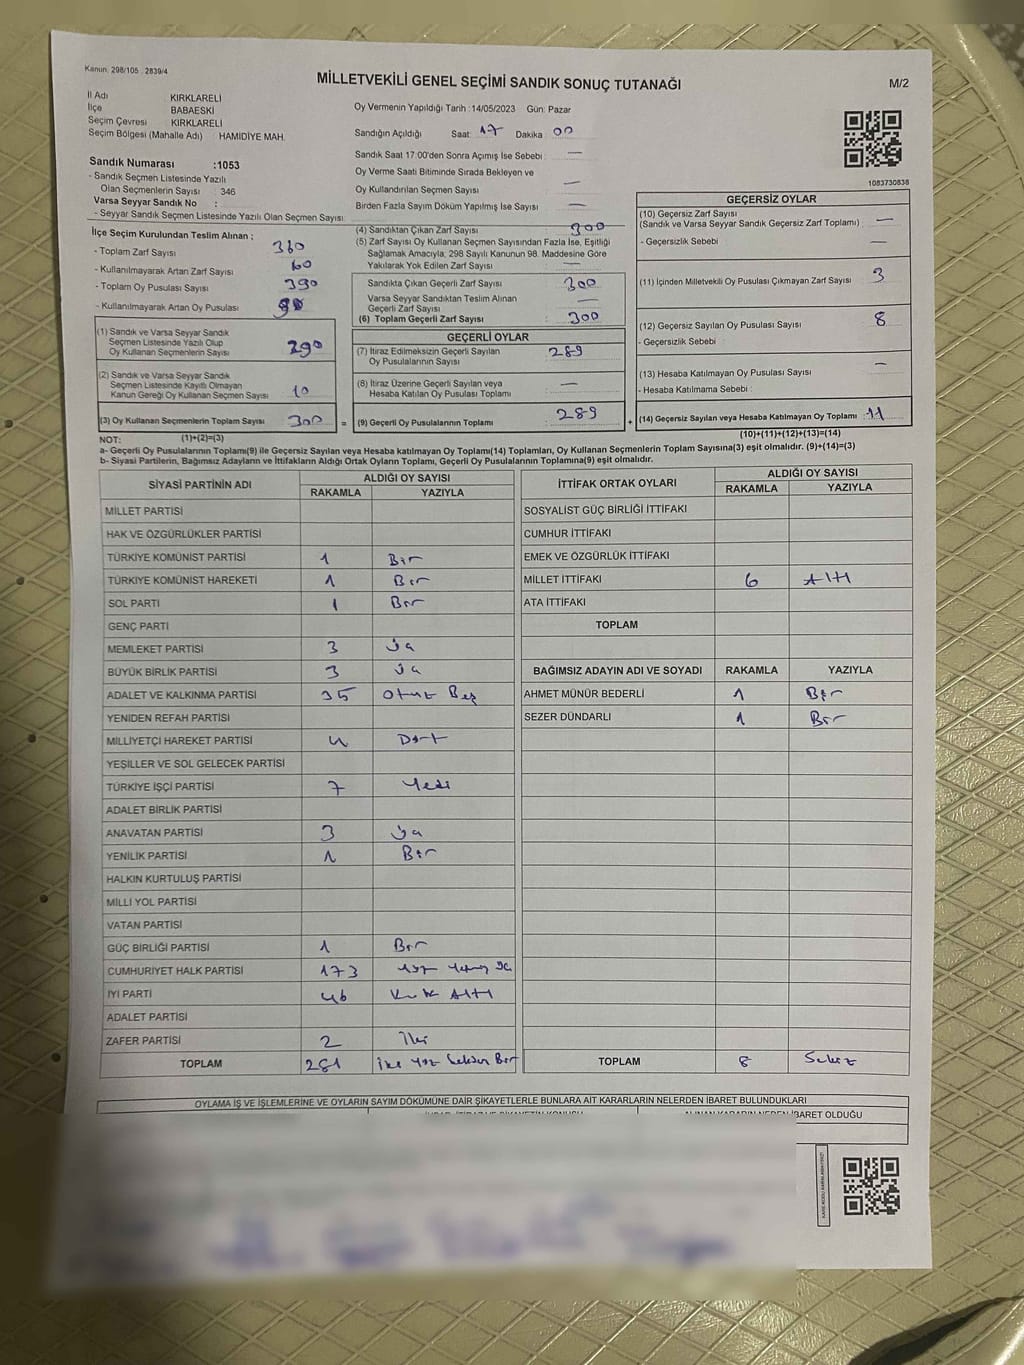 Kanun: 298/105 2839/4
MİLLETVEKİLİ GENEL SEÇİMİ SANDIK SONUÇ TUTANAĞI
M/2
İl Adı KIRKLARELİ
İlçe BABAESKİ
Seçim Çevresi KIRKLARELİ
Seçim Bölgesi (Mahalle Adı) HAMİDİYE MAH.
Sandık Numarası :1053
- Sandık Seçmen Listesinde Yazılı
Olan Seçmenlerin Sayısı : 346
Varsa Seyyar Sandık No :
- Seyyar Sandık Seçmen Listesinde Yazılı Olan Seçmen Sayısı:
Oy Vermenin Yapıldığı Tarih :14/05/2023 Gün: Pazar
Sandığın Açıldığı Saat: 17 Dakika 00
Sandık Saat 17:00'den Sonra Açımış İse Sebebi : —
Oy Verme Saati Bitiminde Sırada Bekleyen ve
Oy Kullandırılan Seçmen Sayısı —
Birden Fazla Sayım Döküm Yapılmış İse Sayısı —
1083730838
İlçe Seçim Kurulundan Teslim Alınan ;
- Toplam Zarf Sayısı 360
- Kullanılmayarak Artan Zarf Sayısı 60
- Toplam Oy Pusulası Sayısı 390
- Kullanılmayarak Artan Oy Pusulası 90
(1) Sandık ve Varsa Seyyar Sandık
Seçmen Listesinde Yazılı Olup
Oy Kullanan Seçmenlerin Sayısı 290
(2) Sandık ve Varsa Seyyar Sandık
Seçmen Listesinde Kayıtlı Olmayan
Kanun Gereği Oy Kullanan Seçmen Sayısı 10
(3) Oy Kullanan Seçmenlerin Toplam Sayısı 300 =
(4) Sandıktan Çıkan Zarf Sayısı 300
(5) Zarf Sayısı Oy Kullanan Seçmen Sayısından Fazla İse, Eşitliği
Sağlamak Amacıyla; 298 Sayılı Kanunun 98. Maddesine Göre
Yakılarak Yok Edilen Zarf Sayısı —
Sandıkta Çıkan Geçerli Zarf Sayısı 300
Varsa Seyyar Sandıktan Teslim Alınan
Geçerli Zarf Sayısı —
(6) Toplam Geçerli Zarf Sayısı 300
GEÇERLİ OYLAR
(7) İtiraz Edilmeksizin Geçerli Sayılan
Oy Pusulalarının Sayısı 289
(8) İtiraz Üzerine Geçerli Sayılan veya
Hesaba Katılan Oy Pusulası Toplamı —
(9) Geçerli Oy Pusulalarının Toplamı 289 +
GEÇERSİZ OYLAR
(10) Geçersiz Zarf Sayısı
(Sandık ve Varsa Seyyar Sandık Geçersiz Zarf Toplamı) —
- Geçersizlik Sebebi —
(11) İçinden Milletvekili Oy Pusulası Çıkmayan Zarf Sayısı 3
(12) Geçersiz Sayılan Oy Pusulası Sayısı 8
- Geçersizlik Sebebi :
(13) Hesaba Katılmayan Oy Pusulası Sayısı —
- Hesaba Katılmama Sebebi :
(14) Geçersiz Sayılan veya Hesaba Katılmayan Oy Toplamı : 11
NOT: (1)+(2)=(3)
(10)+(11)+(12)+(13)=(14)
a- Geçerli Oy Pusulalarının Toplamı(9) ile Geçersiz Sayılan veya Hesaba katılmayan Oy Toplamı(14) Toplamları, Oy Kullanan Seçmenlerin Toplam Sayısına(3) eşit olmalıdır. (9)+(14)=(3)
b- Siyasi Partilerin, Bağımsız Adayların ve İttifakların Aldığı Ortak Oyların Toplamı, Geçerli Oy Pusulalarının Toplamına(9) eşit olmalıdır.
SİYASİ PARTİNİN ADI ALDIĞI OY SAYISI
RAKAMLA YAZIYLA
MİLLET PARTİSİ
HAK VE ÖZGÜRLÜKLER PARTİSİ
TÜRKİYE KOMÜNİST PARTİSİ 1 Bir
TÜRKİYE KOMÜNİST HAREKETİ 1 Bir
SOL PARTİ 1 Bir
GENÇ PARTİ
MEMLEKET PARTİSİ 3 üç
BÜYÜK BİRLİK PARTİSİ 3 üç
ADALET VE KALKINMA PARTİSİ 35 Otuz Beş
YENİDEN REFAH PARTİSİ
MİLLİYETÇİ HAREKET PARTİSİ 4 Dört
YEŞİLLER VE SOL GELECEK PARTİSİ
TÜRKİYE İŞÇİ PARTİSİ 7 Yedi
ADALET BİRLİK PARTİSİ
ANAVATAN PARTİSİ 3 üç
YENİLİK PARTİSİ 1 Bir
HALKIN KURTULUŞ PARTİSİ
MİLLİ YOL PARTİSİ
VATAN PARTİSİ
GÜÇ BİRLİĞİ PARTİSİ 1 Bir
CUMHURİYET HALK PARTİSİ 173 Yüz Yetmiş üç
İYİ PARTİ 46 Kırk Altı
ADALET PARTİSİ
ZAFER PARTİSİ 2 İki
TOPLAM 281 İki Yüz Seksen Bir
İTTİFAK ORTAK OYLARI ALDIĞI OY SAYISI
RAKAMLA YAZIYLA
SOSYALİST GÜÇ BİRLİĞİ İTTİFAKI
CUMHUR İTTİFAKI
EMEK VE ÖZGÜRLÜK İTTİFAKI
MİLLET İTTİFAKI 6 Altı
ATA İTTİFAKI
TOPLAM
BAĞIMSIZ ADAYIN ADI VE SOYADI RAKAMLA YAZIYLA
AHMET MÜNÜR BEDERLİ 1 Bir
SEZER DÜNDARLI 1 Bir
TOPLAM 8 Sekiz
OYLAMA İŞ VE İŞLEMLERİNE VE OYLARIN SAYIM DÖKÜMÜNE DAİR ŞİKAYETLERLE BUNLARA AİT KARARLARIN NELERDEN İBARET BULUNDUKLARI
İBARET OLDUĞU